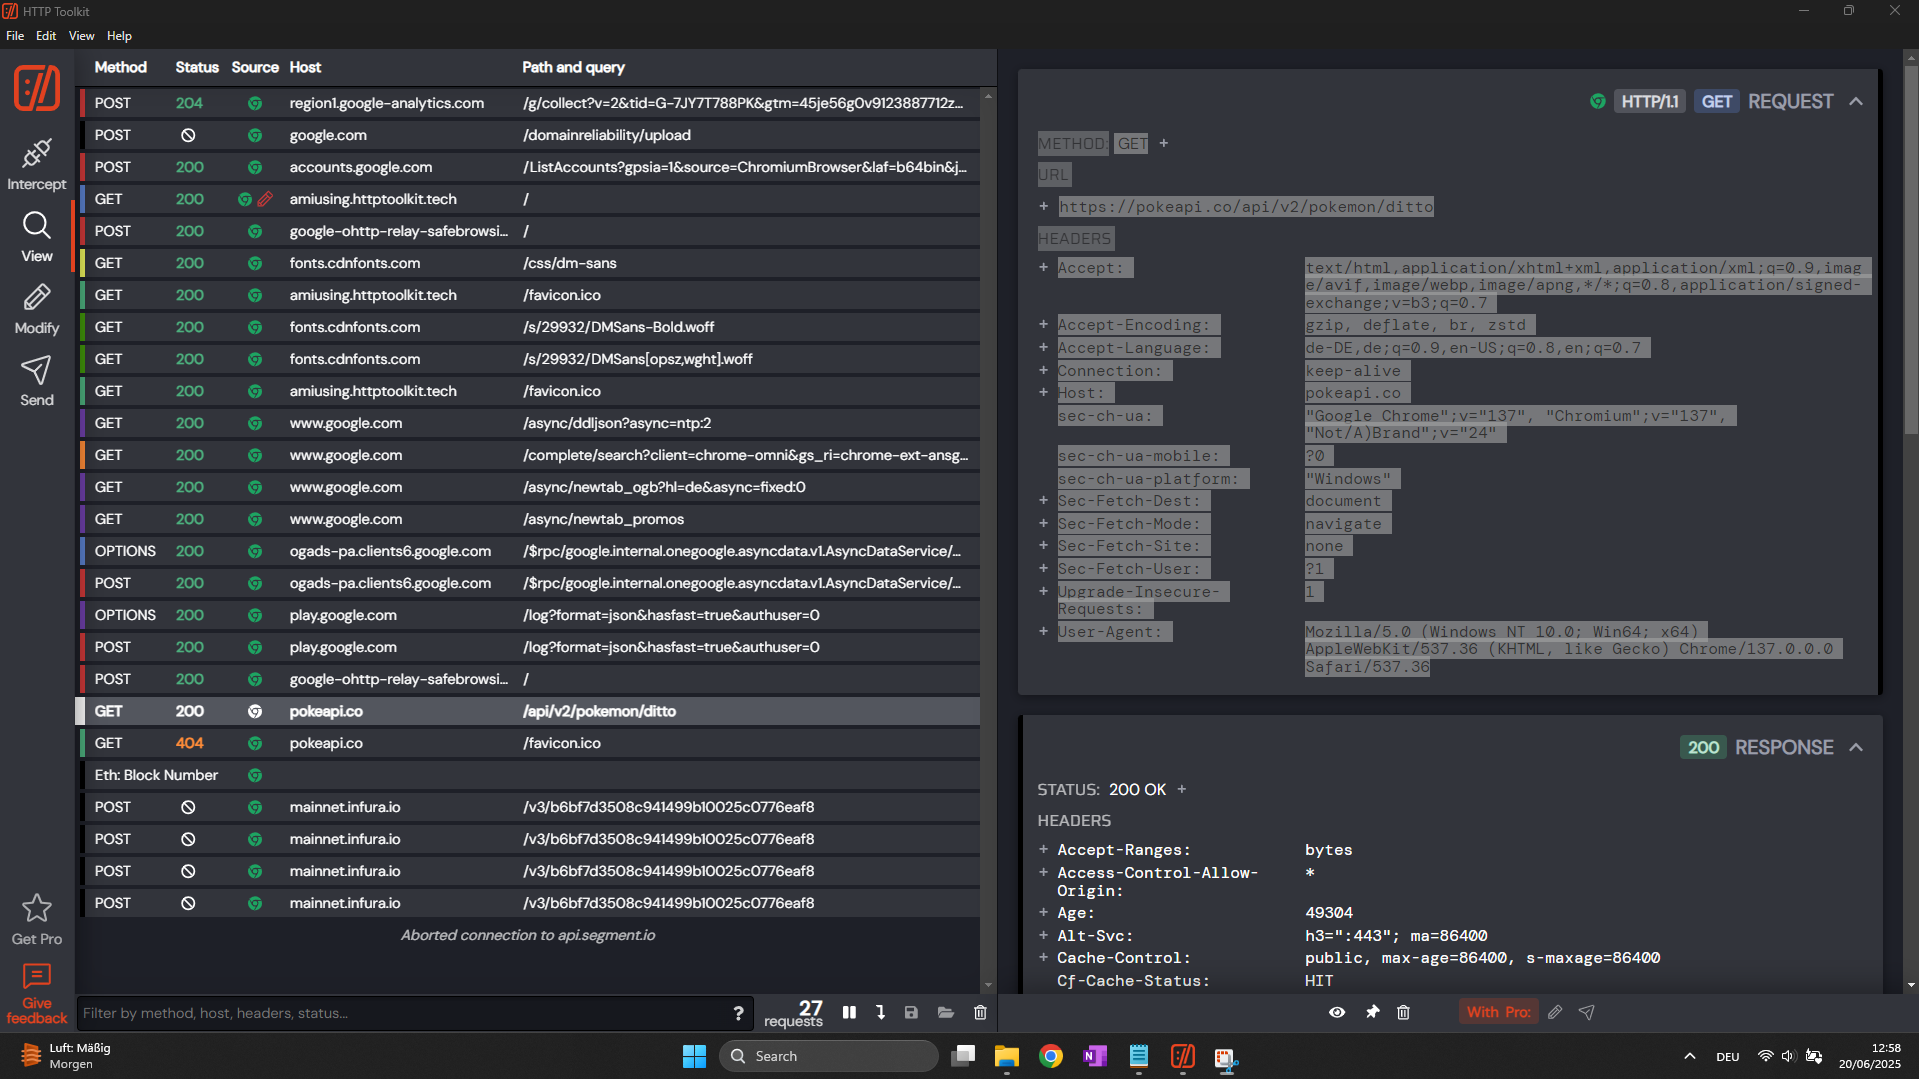 HTTP Toolkit
File Edit View Help
Intercept
View
Modify
Send
Get Pro
Give feedback
Method Status Source Host Path and query
POST 204 region1.google-analytics.com /g/collect?v=2&tid=G-7JY7T788PK&gtm=45je56g0v9123887712z...
POST google.com /domainreliability/upload
POST 200 accounts.google.com /ListAccounts?gpsia=1&source=ChromiumBrowser&laf=b64bin&j...
GET 200 amiusing.httptoolkit.tech /
POST 200 google-ohttp-relay-safebrowsi... /
GET 200 fonts.cdnfonts.com /css/dm-sans
GET 200 amiusing.httptoolkit.tech /favicon.ico
GET 200 fonts.cdnfonts.com /s/29932/DMSans-Bold.woff
GET 200 fonts.cdnfonts.com /s/29932/DMSans[opsz,wght].woff
GET 200 amiusing.httptoolkit.tech /favicon.ico
GET 200 www.google.com /async/ddljson?async=ntp:2
GET 200 www.google.com /complete/search?client=chrome-omni&gs_ri=chrome-ext-ansg...
GET 200 www.google.com /async/newtab_ogb?hl=de&async=fixed:0
GET 200 www.google.com /async/newtab_promos
OPTIONS 200 ogads-pa.clients6.google.com /$rpc/google.internal.onegoogle.asyncdata.v1.AsyncDataService/...
POST 200 ogads-pa.clients6.google.com /$rpc/google.internal.onegoogle.asyncdata.v1.AsyncDataService/...
OPTIONS 200 play.google.com /log?format=json&hasfast=true&authuser=0
POST 200 play.google.com /log?format=json&hasfast=true&authuser=0
POST 200 google-ohttp-relay-safebrowsi... /
GET 200 pokeapi.co /api/v2/pokemon/ditto
GET 404 pokeapi.co /favicon.ico
Eth: Block Number
POST mainnet.infura.io /v3/b6bf7d3508c941499b10025c0776eaf8
POST mainnet.infura.io /v3/b6bf7d3508c941499b10025c0776eaf8
POST mainnet.infura.io /v3/b6bf7d3508c941499b10025c0776eaf8
POST mainnet.infura.io /v3/b6bf7d3508c941499b10025c0776eaf8
Aborted connection to api.segment.io
Filter by method, host, headers, status... ? 27 requests
HTTP/1.1 GET REQUEST
METHOD: GET +
URL
+ https://pokeapi.co/api/v2/pokemon/ditto
HEADERS
+ Accept: text/html,application/xhtml+xml,application/xml;q=0.9,imag
e/avif,image/webp,image/apng,*/*;q=0.8,application/signed-
exchange;v=b3;q=0.7
+ Accept-Encoding: gzip, deflate, br, zstd
+ Accept-Language: de-DE,de;q=0.9,en-US;q=0.8,en;q=0.7
+ Connection: keep-alive
+ Host: pokeapi.co
sec-ch-ua: "Google Chrome";v="137", "Chromium";v="137",
"Not/A)Brand";v="24"
sec-ch-ua-mobile: ?0
sec-ch-ua-platform: "Windows"
+ Sec-Fetch-Dest: document
+ Sec-Fetch-Mode: navigate
+ Sec-Fetch-Site: none
+ Sec-Fetch-User: ?1
+ Upgrade-Insecure- 1
Requests:
+ User-Agent: Mozilla/5.0 (Windows NT 10.0; Win64; x64)
AppleWebKit/537.36 (KHTML, like Gecko) Chrome/137.0.0.0
Safari/537.36
200 RESPONSE
STATUS: 200 OK +
HEADERS
+ Accept-Ranges: bytes
+ Access-Control-Allow- *
Origin:
+ Age: 49304
+ Alt-Svc: h3=":443"; ma=86400
+ Cache-Control: public, max-age=86400, s-maxage=86400
Cf-Cache-Status: HIT
With Pro:
Luft: Mäßig
Morgen
Search
DEU
12:58
20/06/2025